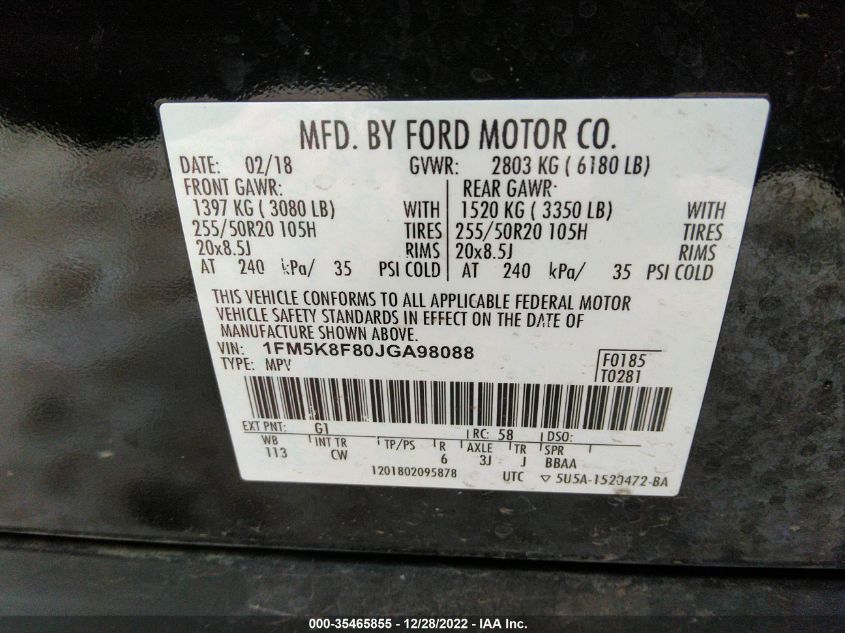 MFD. BY FORD MOTOR CO.
DATE: 02/18 GVWR: 2803 KG ( 6180 LB)
FRONT GAWR: REAR GAWR:
1397 KG ( 3080 LB) WITH 1520 KG ( 3350 LB) WITH
255/50R20 105H TIRES 255/50R20 105H TIRES
20x8.5J RIMS 20x8.5J RIMS
AT 240 kPa/ 35 PSI COLD AT 240 kPa/ 35 PSI COLD
THIS VEHICLE CONFORMS TO ALL APPLICABLE FEDERAL MOTOR
VEHICLE SAFETY STANDARDS IN EFFECT ON THE DATE OF
MANUFACTURE SHOWN ABOVE.
VIN: 1FM5K8F80JGA98088 F0185
TYPE: MPV T0281
EXT PNT: G1 RC: 58 DSO:
WB INT TR TP/PS R AXLE TR SPR
113 CW 6 3J J BBAA
1201802095878 UTC ▽ 5U5A-1520472-BA
000-35465855 - 12/28/2022 - IAA Inc.